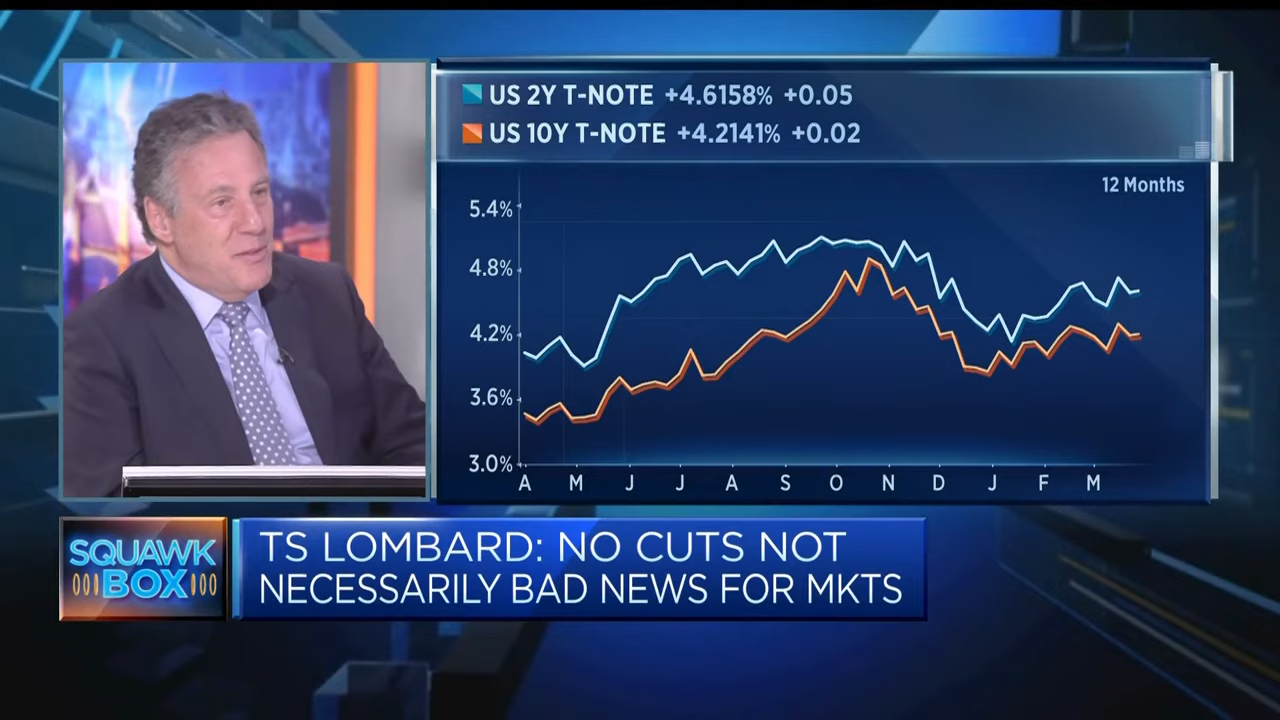 US 2Y T-NOTE +4.6158% +0.05
US 10Y T-NOTE +4.2141% +0.02
12 Months
5.4%
4.8%
4.2%
3.6%
3.0%
A M J J A S O N D J F M
SQUAWK
BOX
TS LOMBARD: NO CUTS NOT
NECESSARILY BAD NEWS FOR MKTS